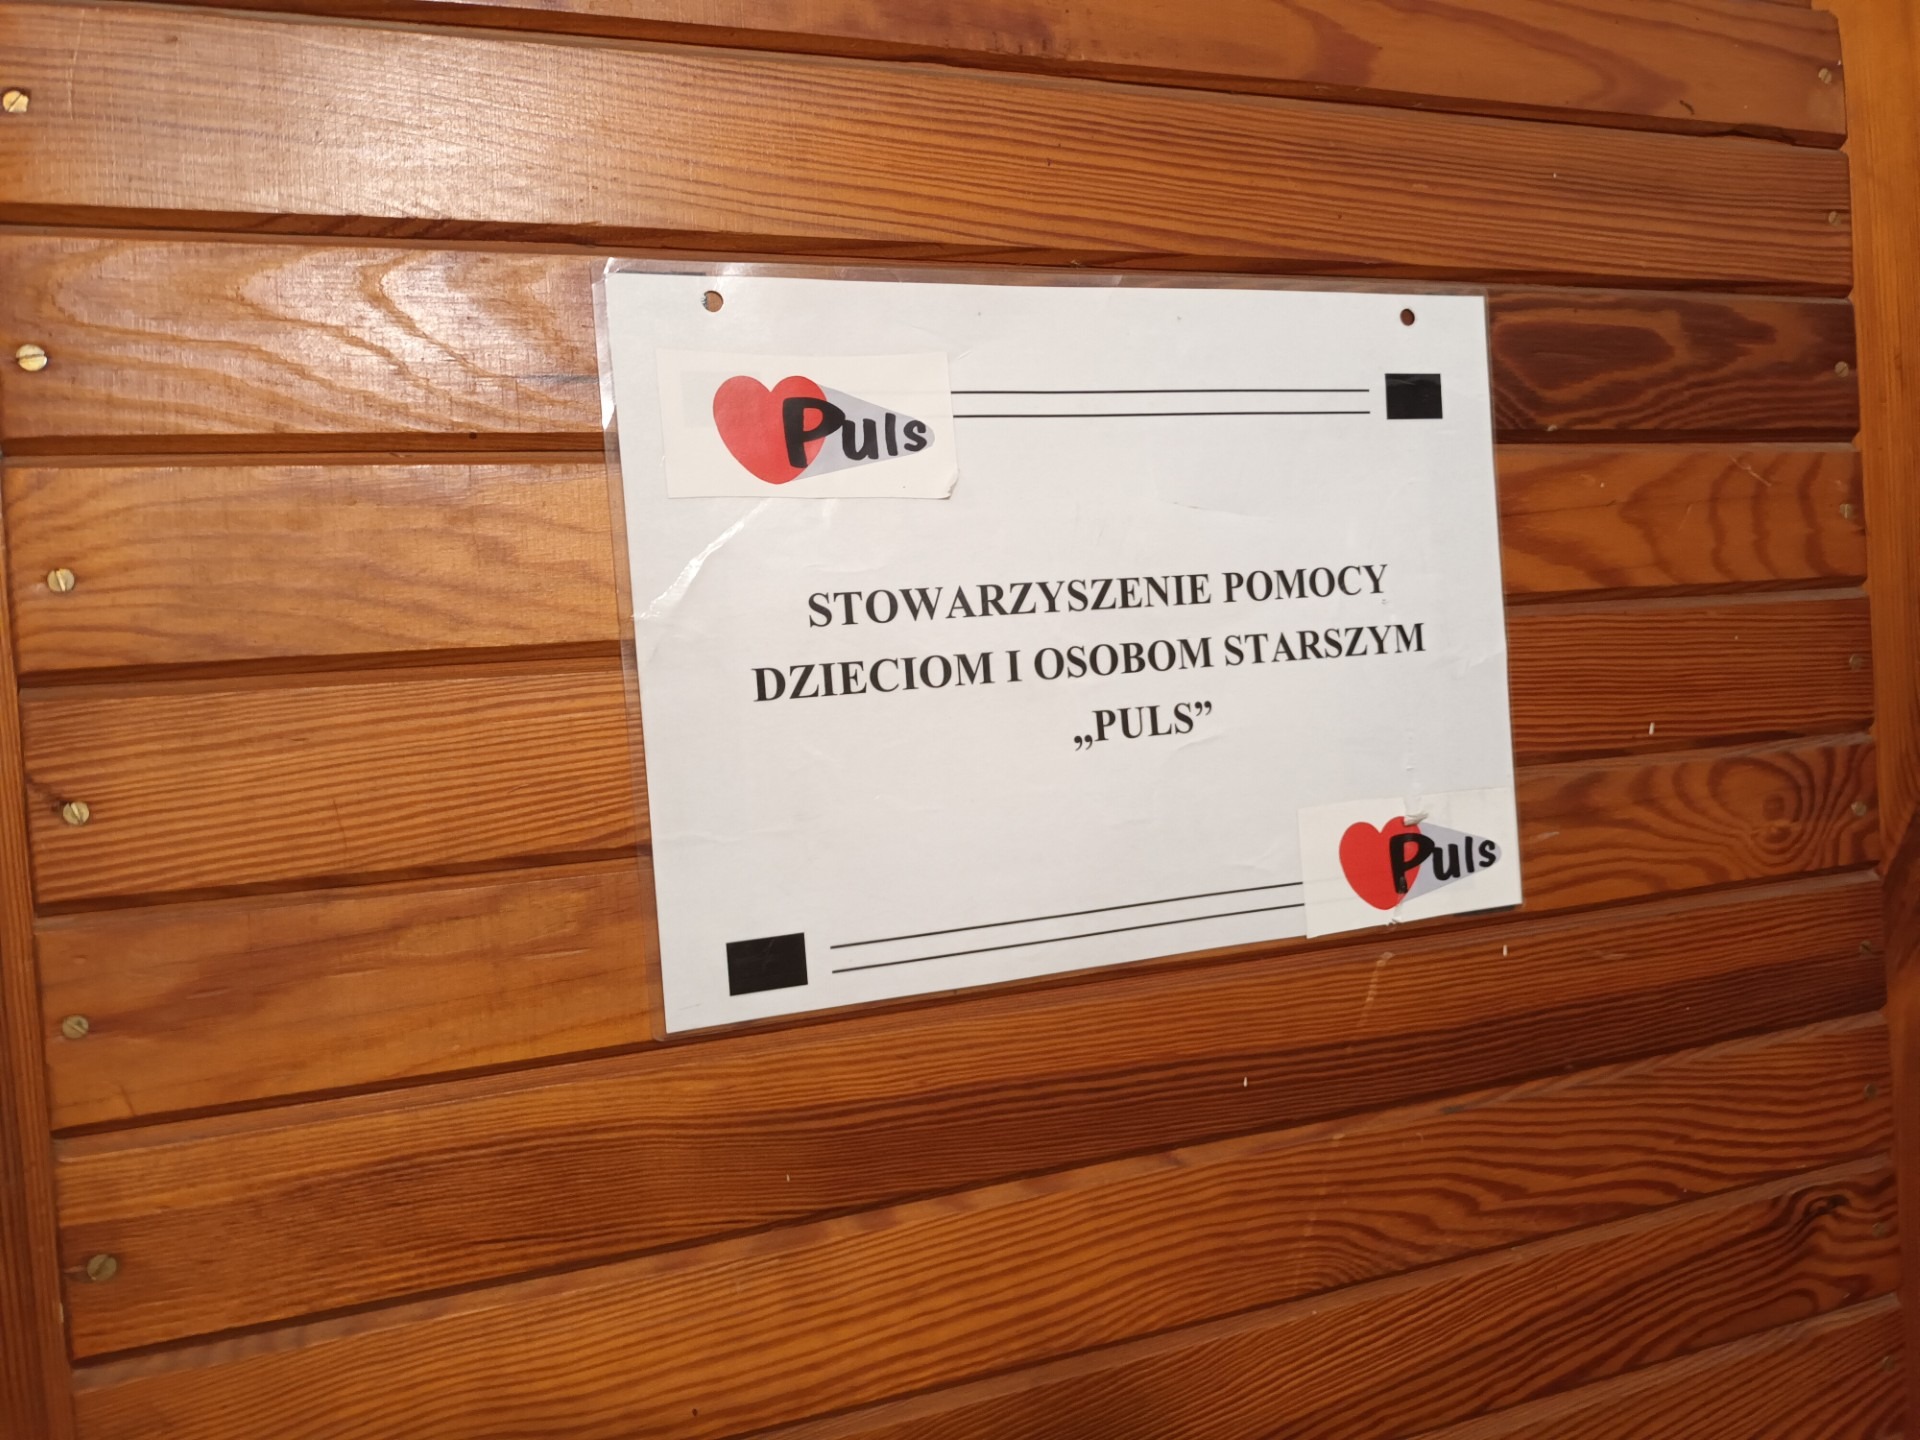 Puls
STOWARZYSZENIE POMOCY
DZIECIOM I OSOBOM STARSZYM
„PULS”
Puls